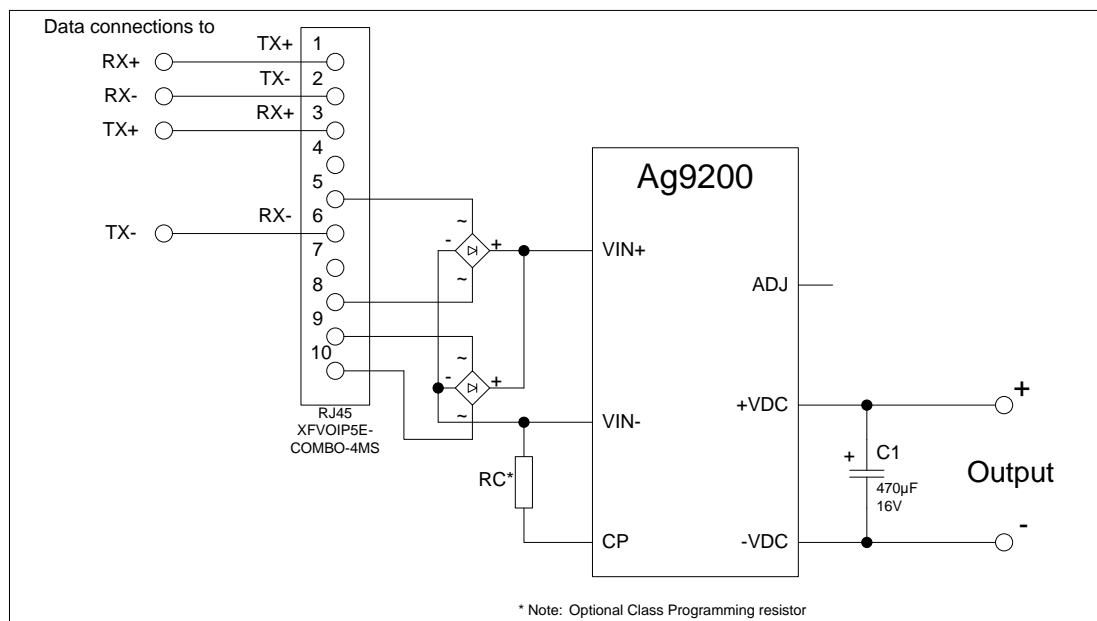 Data connections to
RX+ TX+ 1
RX- TX- 2
TX+ RX+ 3
4
5
TX- RX- 6
7
8
9
10
RJ45
XFVOIP5E-
COMBO-4MS
~
- +
~
~
- +
~
Ag9200
VIN+
ADJ
+VDC
VIN-
RC*
CP
-VDC
+ C1
470µF
16V
+
Output
-
* Note: Optional Class Programming resistor